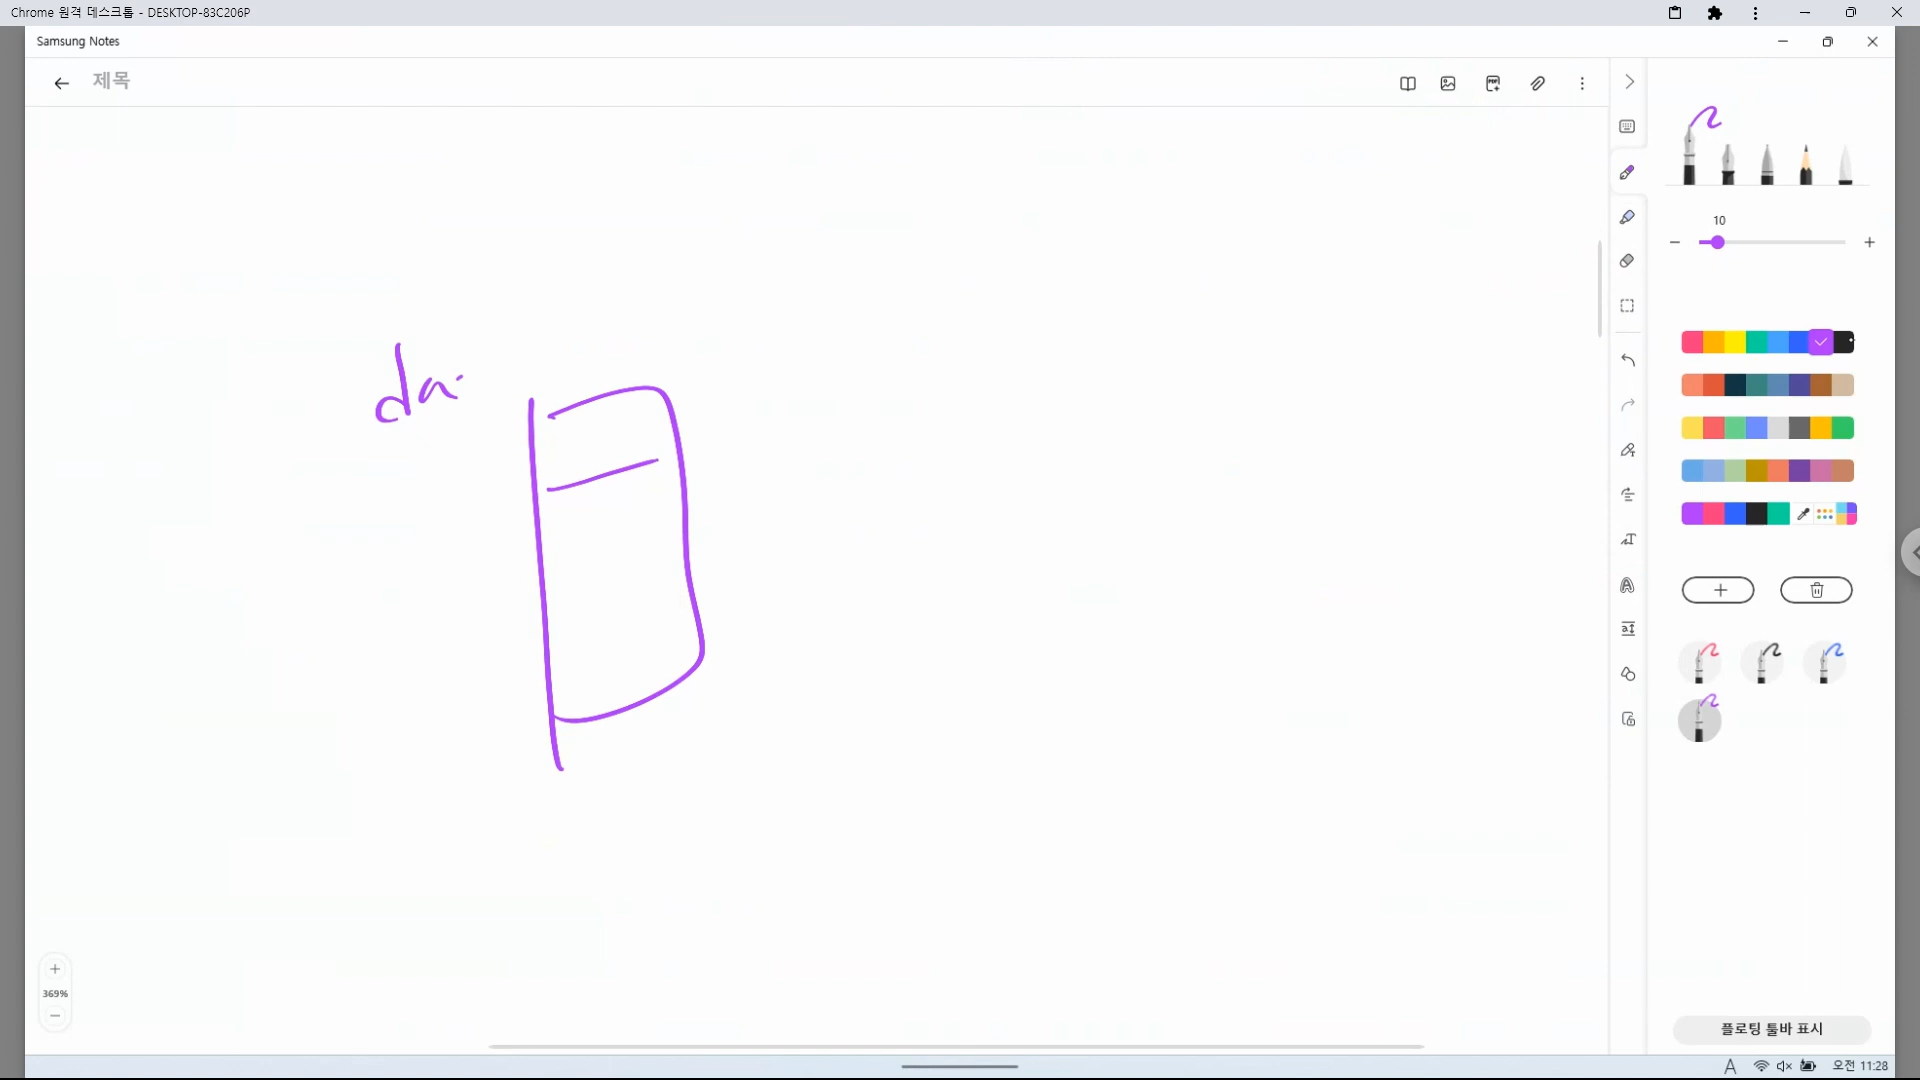 Chrome 원격 데스크톱 - DESKTOP-83C206P
Samsung Notes
제목
PDF
10
da
369%
플로팅 툴바 표시
A
오전 11:28